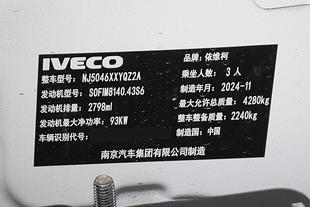 IVECO 品牌：依维柯
整车型号：NJ5046XXYQZ2A 乘坐人数：3 人
发动机型号：SOFIM8140.43S6 制造年月：2024-11
发动机排量：2798ml 最大允许总质量：4280kg
发动机最大净功率：93KW 整车整备质量：2240kg
车辆识别代号： 制造国：中国
南京汽车集团有限公司制造